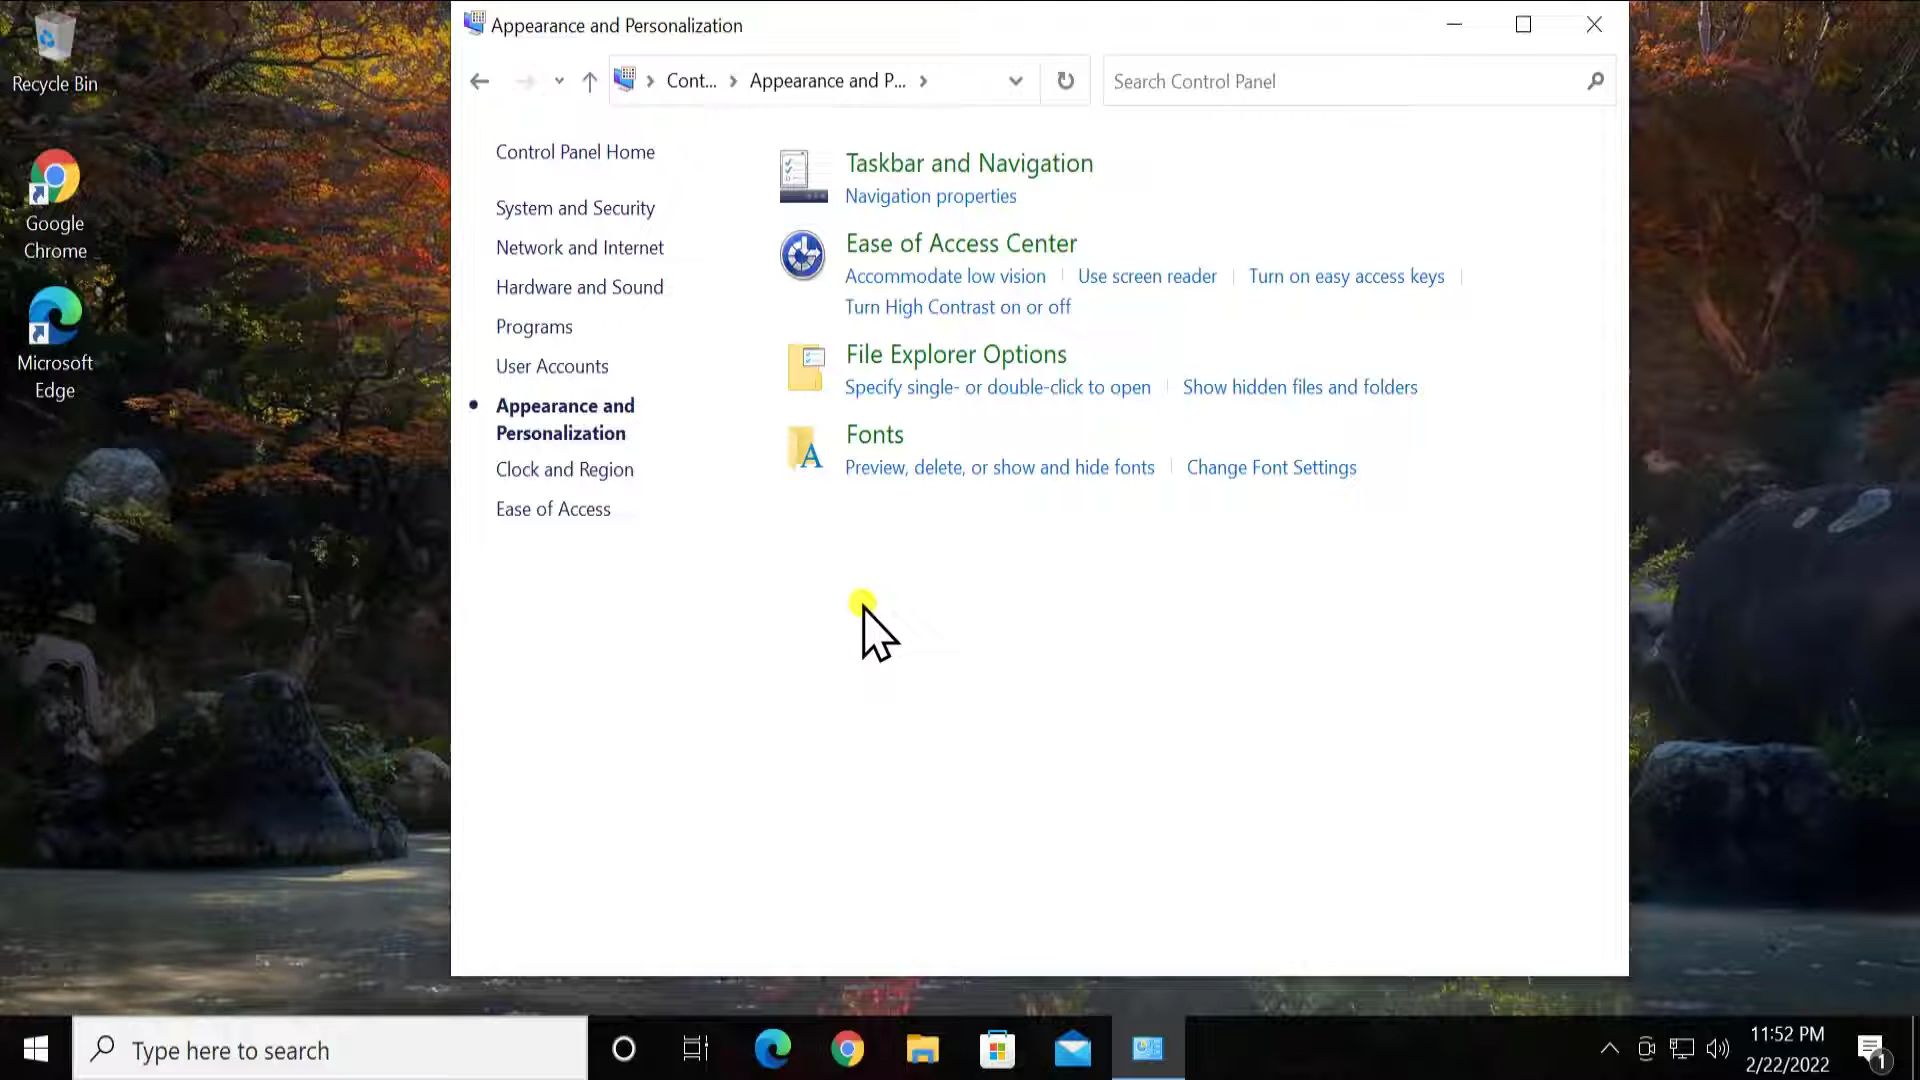 Recycle Bin
Google
Chrome
Microsoft
Edge
Appearance and Personalization
Cont...
Appearance and P...
Search Control Panel
Control Panel Home
System and Security
Network and Internet
Hardware and Sound
Programs
User Accounts
Appearance and
Personalization
Clock and Region
Ease of Access
Taskbar and Navigation
Navigation properties
Ease of Access Center
Accommodate low vision Use screen reader Turn on easy access keys
Turn High Contrast on or off
File Explorer Options
Specify single- or double-click to open Show hidden files and folders
Fonts
Preview, delete, or show and hide fonts Change Font Settings
Type here to search
11:52 PM
2/22/2022
1